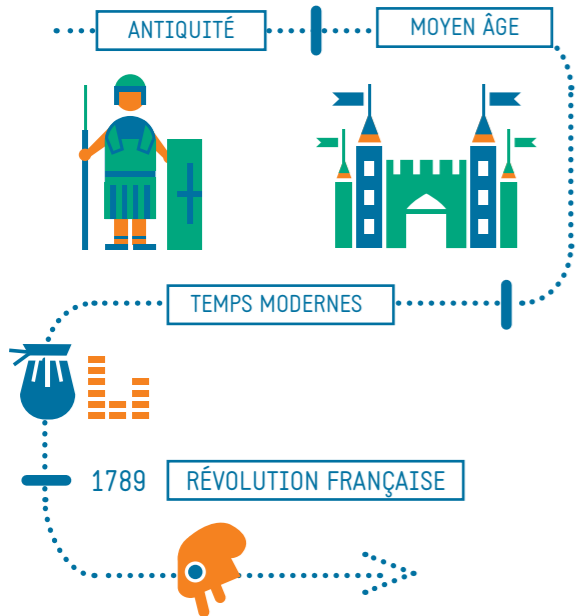 ANTIQUITÉ
MOYEN ÂGE
TEMPS MODERNES
1789 RÉVOLUTION FRANÇAISE